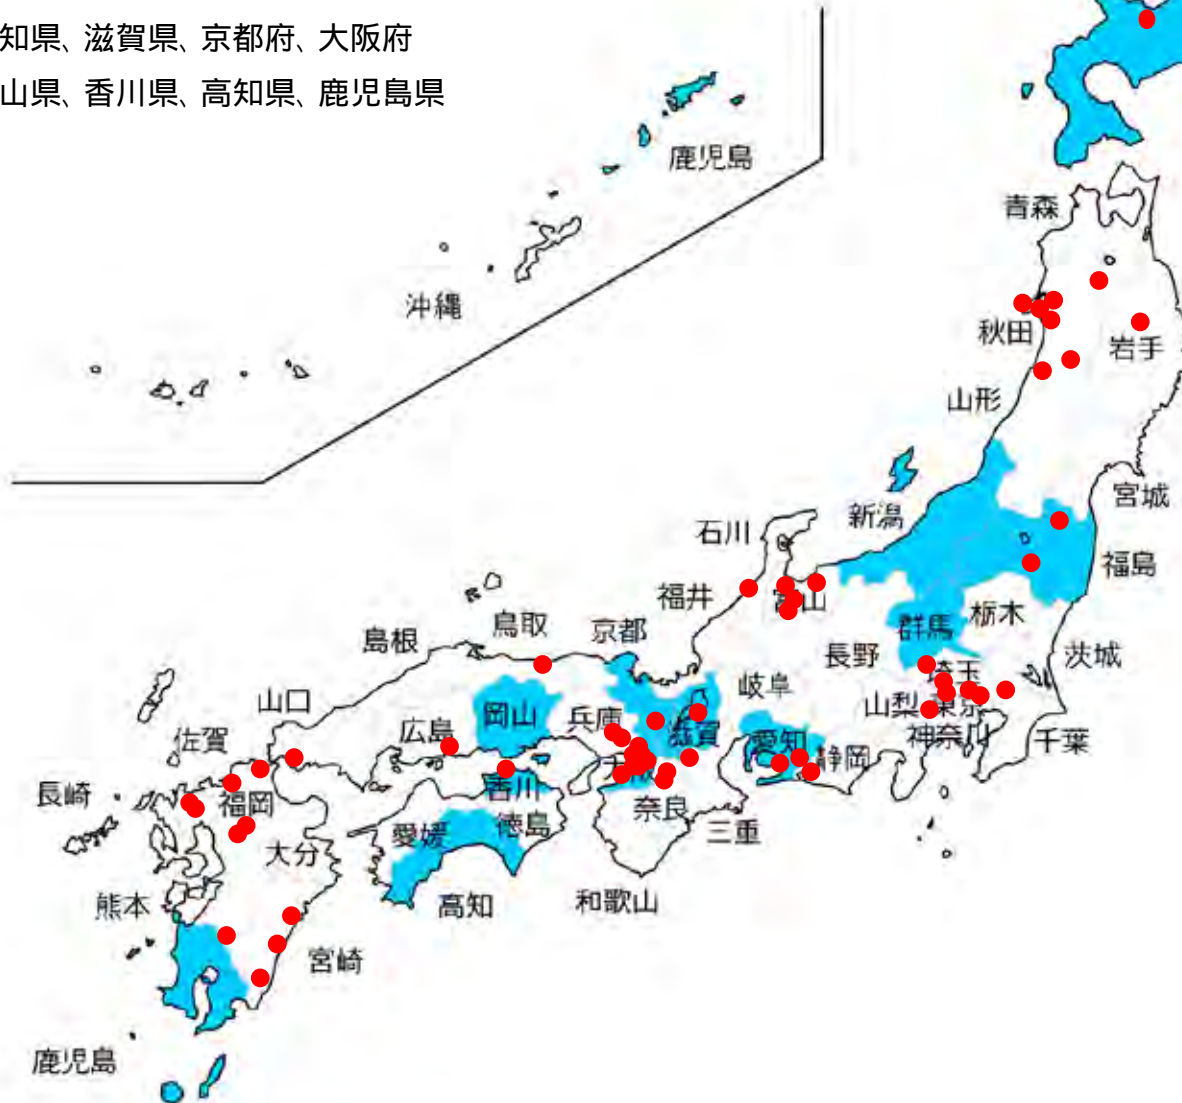 知県、滋賀県、京都府、大阪府
山県、香川県、高知県、鹿児島県
鹿児島
青森
沖縄
秋田
岩手
山形
宮城
新潟
石川
福島
福井
富山
栃木
群馬
鳥取
京都
島根
長野
茨城
岐阜
埼玉
山口
山梨
東京
岡山
兵庫
滋賀
広島
佐賀
愛知
神奈川
千葉
静岡
大阪
香川
長崎
福岡
奈良
徳島
愛媛
三重
大分
熊本
高知
和歌山
宮崎
鹿児島